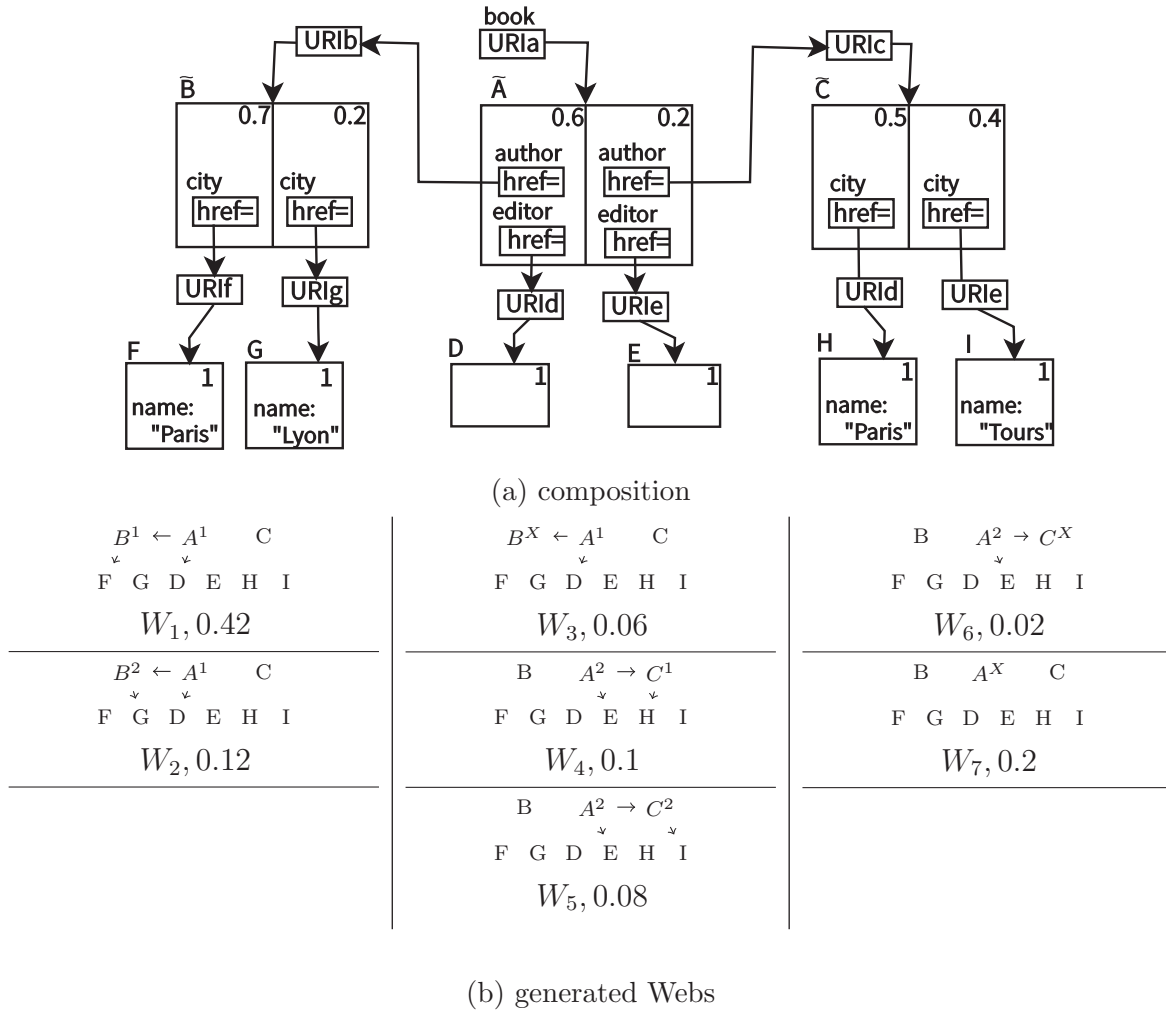 book
URIb
URIa
URIc
B̃
Ã
C̃
0.7 0.2
0.6 0.2
0.5 0.4
author author
href= href=
city city
href= href=
editor editor
href= href=
city city
href= href=
URIf URIg
URId URIe
URId URIe
F G
D E
H I
1
name:
"Paris"
1
name:
"Lyon"
1
1
1
name:
"Paris"
1
name:
"Tours"
(a) composition
B¹ ← A¹ C
F G D E H I
W₁, 0.42
B² ← A¹ C
F G D E H I
W₂, 0.12
Bˣ ← A¹ C
F G D E H I
W₃, 0.06
B A² → C¹
F G D E H I
W₄, 0.1
B A² → C²
F G D E H I
W₅, 0.08
B A² → Cˣ
F G D E H I
W₆, 0.02
B Aˣ C
F G D E H I
W₇, 0.2
(b) generated Webs